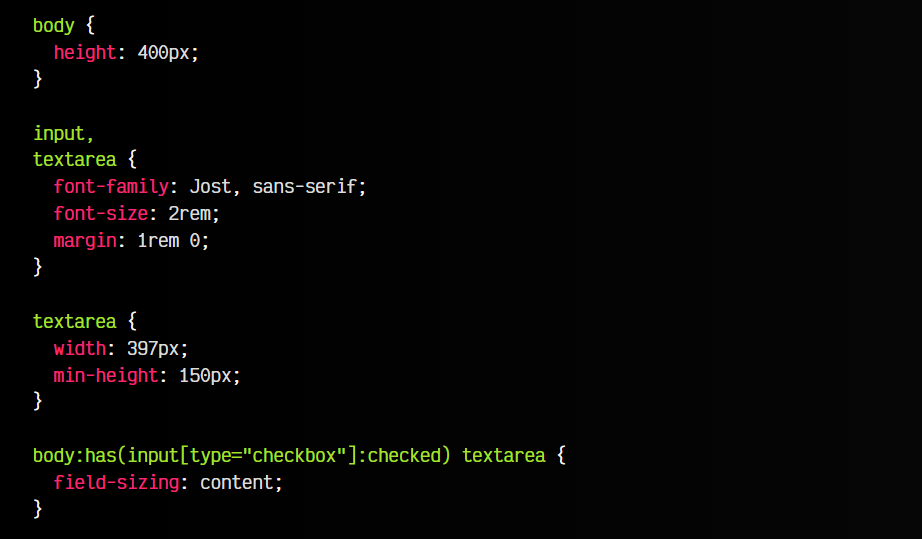 body {
  height: 400px;
}

input,
textarea {
  font-family: Jost, sans-serif;
  font-size: 2rem;
  margin: 1rem 0;
}

textarea {
  width: 397px;
  min-height: 150px;
}

body:has(input[type="checkbox"]:checked) textarea {
  field-sizing: content;
}